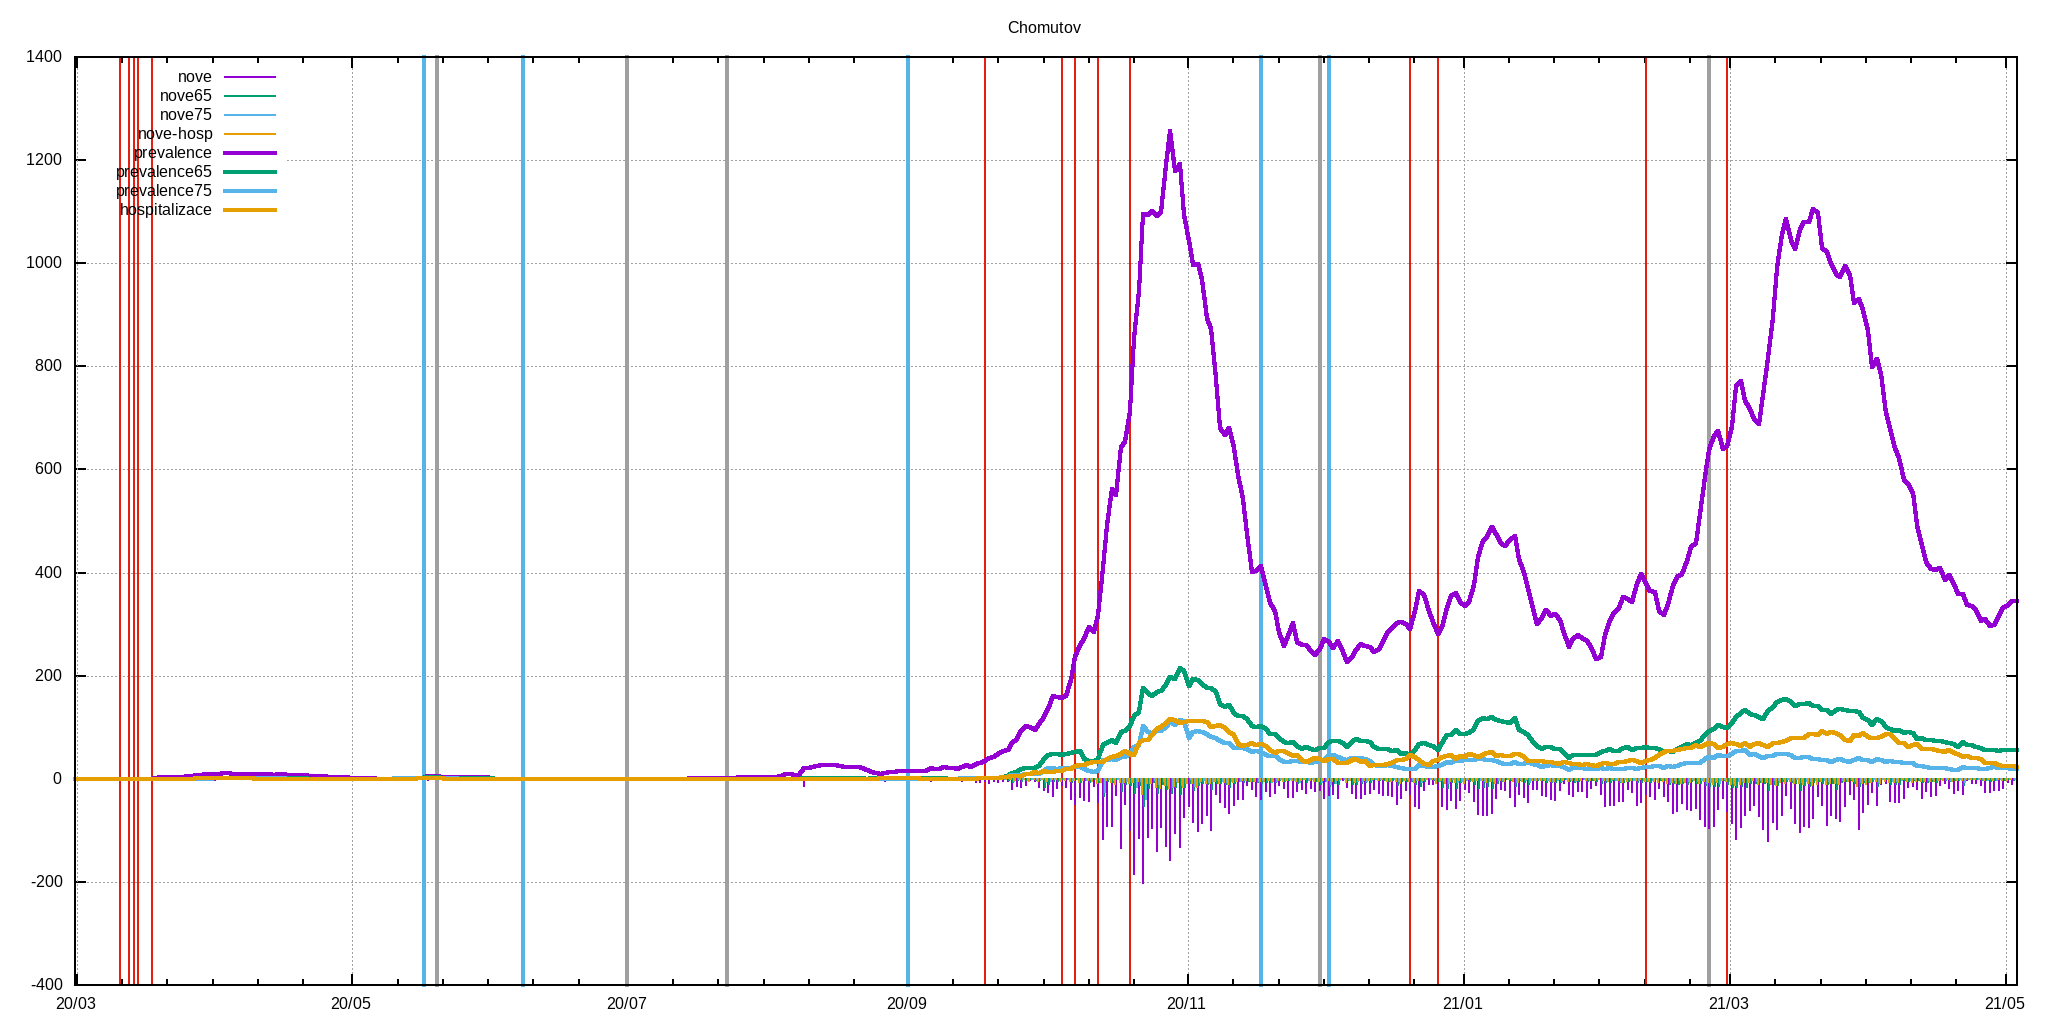 Chomutov
1400
1200
1000
800
600
400
200
0
-200
-400
nove
nove65
nove75
nove-hosp
prevalence
prevalence65
prevalence75
hospitalizace
20/03 20/05 20/07 20/09 20/11 21/01 21/03 21/05